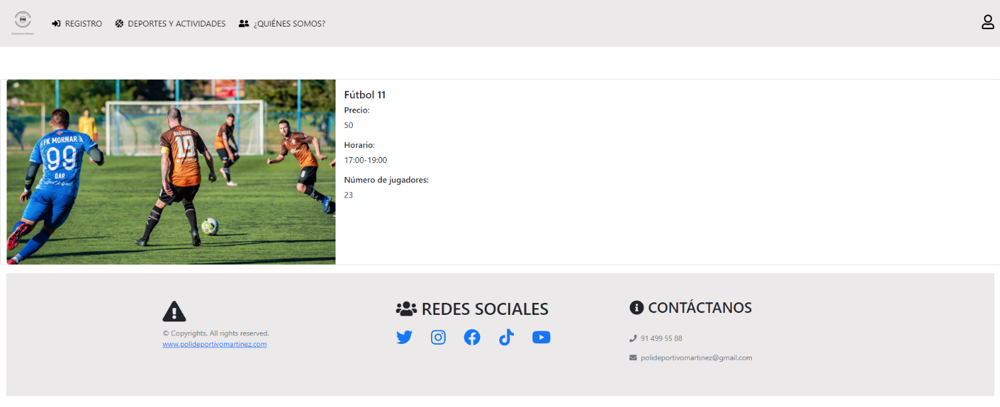 PM
REGISTRO
DEPORTES Y ACTIVIDADES
¿QUIÉNES SOMOS?
FK MORNAR
99
BAR
19
Fútbol 11
Precio:
50
Horario:
17:00-19:00
Número de jugadores:
23
© Copyrights. All rights reserved.
www.polideportivomartinez.com
REDES SOCIALES
CONTÁCTANOS
91 499 55 88
polideportivomartinez@gmail.com